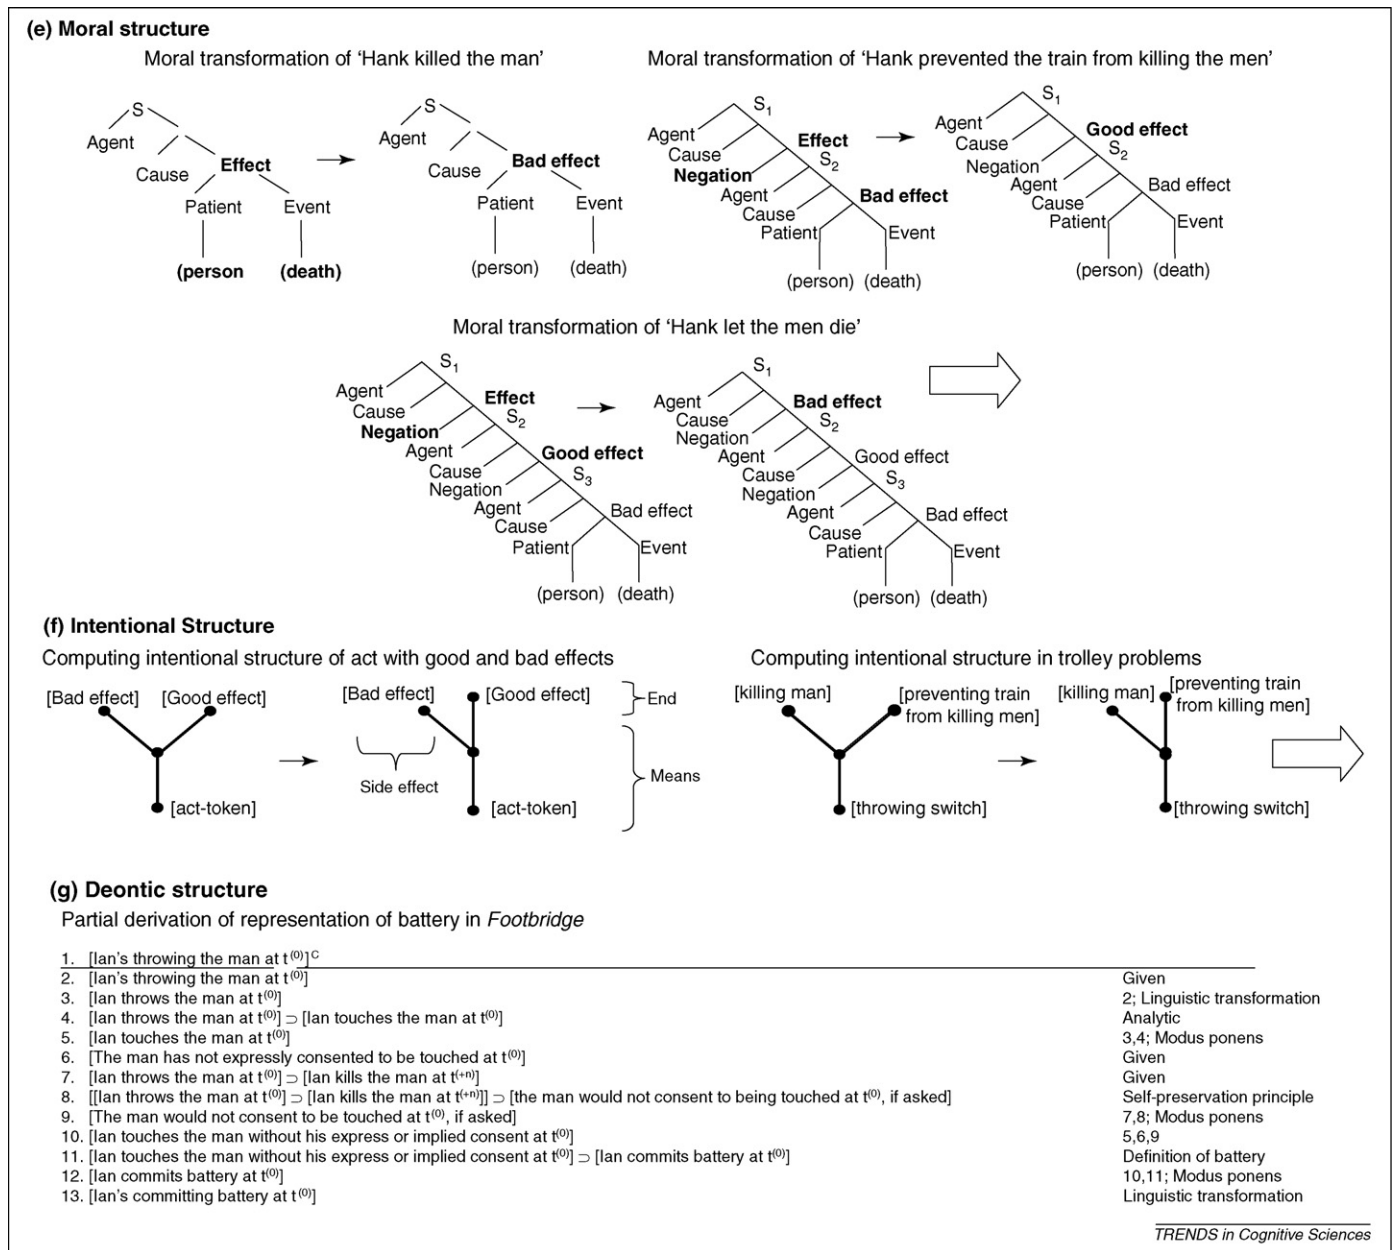 (e) Moral structure
Moral transformation of ‘Hank killed the man’
S
Agent
Cause
Effect
Patient
Event
(person
(death)
S
Agent
Cause
Bad effect
Patient
Event
(person)
(death)
Moral transformation of ‘Hank prevented the train from killing the men’
S1
Agent
Cause
Effect
Negation
S2
Agent
Cause
Bad effect
Patient
Event
(person) (death)
S1
Agent
Cause
Good effect
Negation
S2
Agent
Cause
Bad effect
Patient
Event
(person) (death)
Moral transformation of ‘Hank let the men die’
S1
Agent
Cause
Effect
Negation
S2
Agent
Cause
Good effect
Negation
S3
Agent
Cause
Bad effect
Patient
Event
(person) (death)
S1
Agent
Cause
Bad effect
Negation
S2
Agent
Cause
Good effect
Negation
S3
Agent
Cause
Bad effect
Patient
Event
(person) (death)
(f) Intentional Structure
Computing intentional structure of act with good and bad effects
[Bad effect] [Good effect]
[act-token]
[Bad effect] [Good effect]
End
Side effect
Means
[act-token]
Computing intentional structure in trolley problems
[killing man] [preventing train
from killing men]
[throwing switch]
[killing man] [preventing train
from killing men]
[throwing switch]
(g) Deontic structure
Partial derivation of representation of battery in Footbridge
1. [Ian’s throwing the man at t(0)]C
2. [Ian’s throwing the man at t(0)] Given
3. [Ian throws the man at t(0)] 2; Linguistic transformation
4. [Ian throws the man at t(0)] ⊃ [Ian touches the man at t(0)] Analytic
5. [Ian touches the man at t(0)] 3,4; Modus ponens
6. [The man has not expressly consented to be touched at t(0)] Given
7. [Ian throws the man at t(0)] ⊃ [Ian kills the man at t(+n)] Given
8. [[Ian throws the man at t(0)] ⊃ [Ian kills the man at t(+n)]] ⊃ [the man would not consent to being touched at t(0), if asked] Self-preservation principle
9. [The man would not consent to be touched at t(0), if asked] 7,8; Modus ponens
10. [Ian touches the man without his express or implied consent at t(0)] 5,6,9
11. [Ian touches the man without his express or implied consent at t(0)] ⊃ [Ian commits battery at t(0)] Definition of battery
12. [Ian commits battery at t(0)] 10,11; Modus ponens
13. [Ian’s committing battery at t(0)] Linguistic transformation
TRENDS in Cognitive Sciences